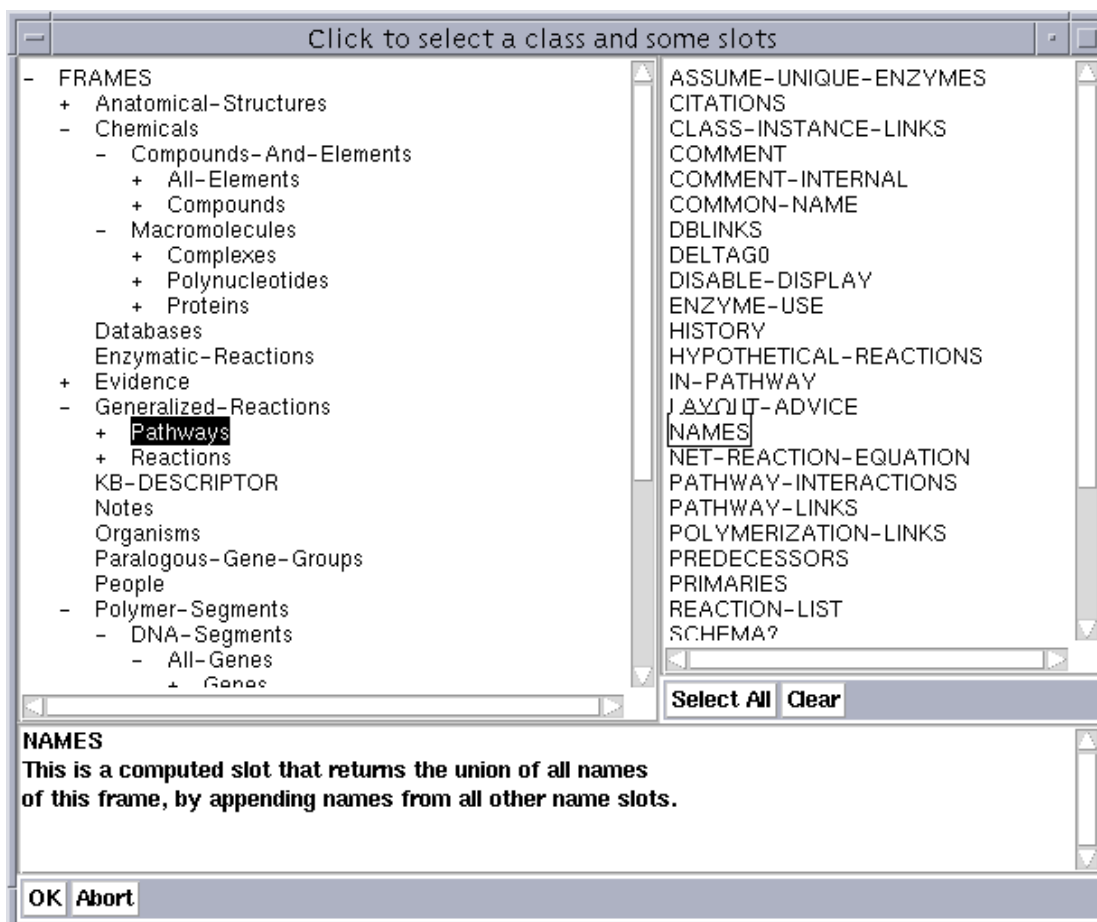 Click to select a class and some slots
- FRAMES
+ Anatomical-Structures
- Chemicals
- Compounds-And-Elements
+ All-Elements
+ Compounds
- Macromolecules
+ Complexes
+ Polynucleotides
+ Proteins
Databases
Enzymatic-Reactions
+ Evidence
- Generalized-Reactions
+ Pathways
+ Reactions
KB-DESCRIPTOR
Notes
Organisms
Paralogous-Gene-Groups
People
- Polymer-Segments
- DNA-Segments
- All-Genes
+ Genes
ASSUME-UNIQUE-ENZYMES
CITATIONS
CLASS-INSTANCE-LINKS
COMMENT
COMMENT-INTERNAL
COMMON-NAME
DBLINKS
DELTAG0
DISABLE-DISPLAY
ENZYME-USE
HISTORY
HYPOTHETICAL-REACTIONS
IN-PATHWAY
LAYOUT-ADVICE
NAMES
NET-REACTION-EQUATION
PATHWAY-INTERACTIONS
PATHWAY-LINKS
POLYMERIZATION-LINKS
PREDECESSORS
PRIMARIES
REACTION-LIST
SCHEMA?
Select All Clear
NAMES
This is a computed slot that returns the union of all names
of this frame, by appending names from all other name slots.
OK Abort